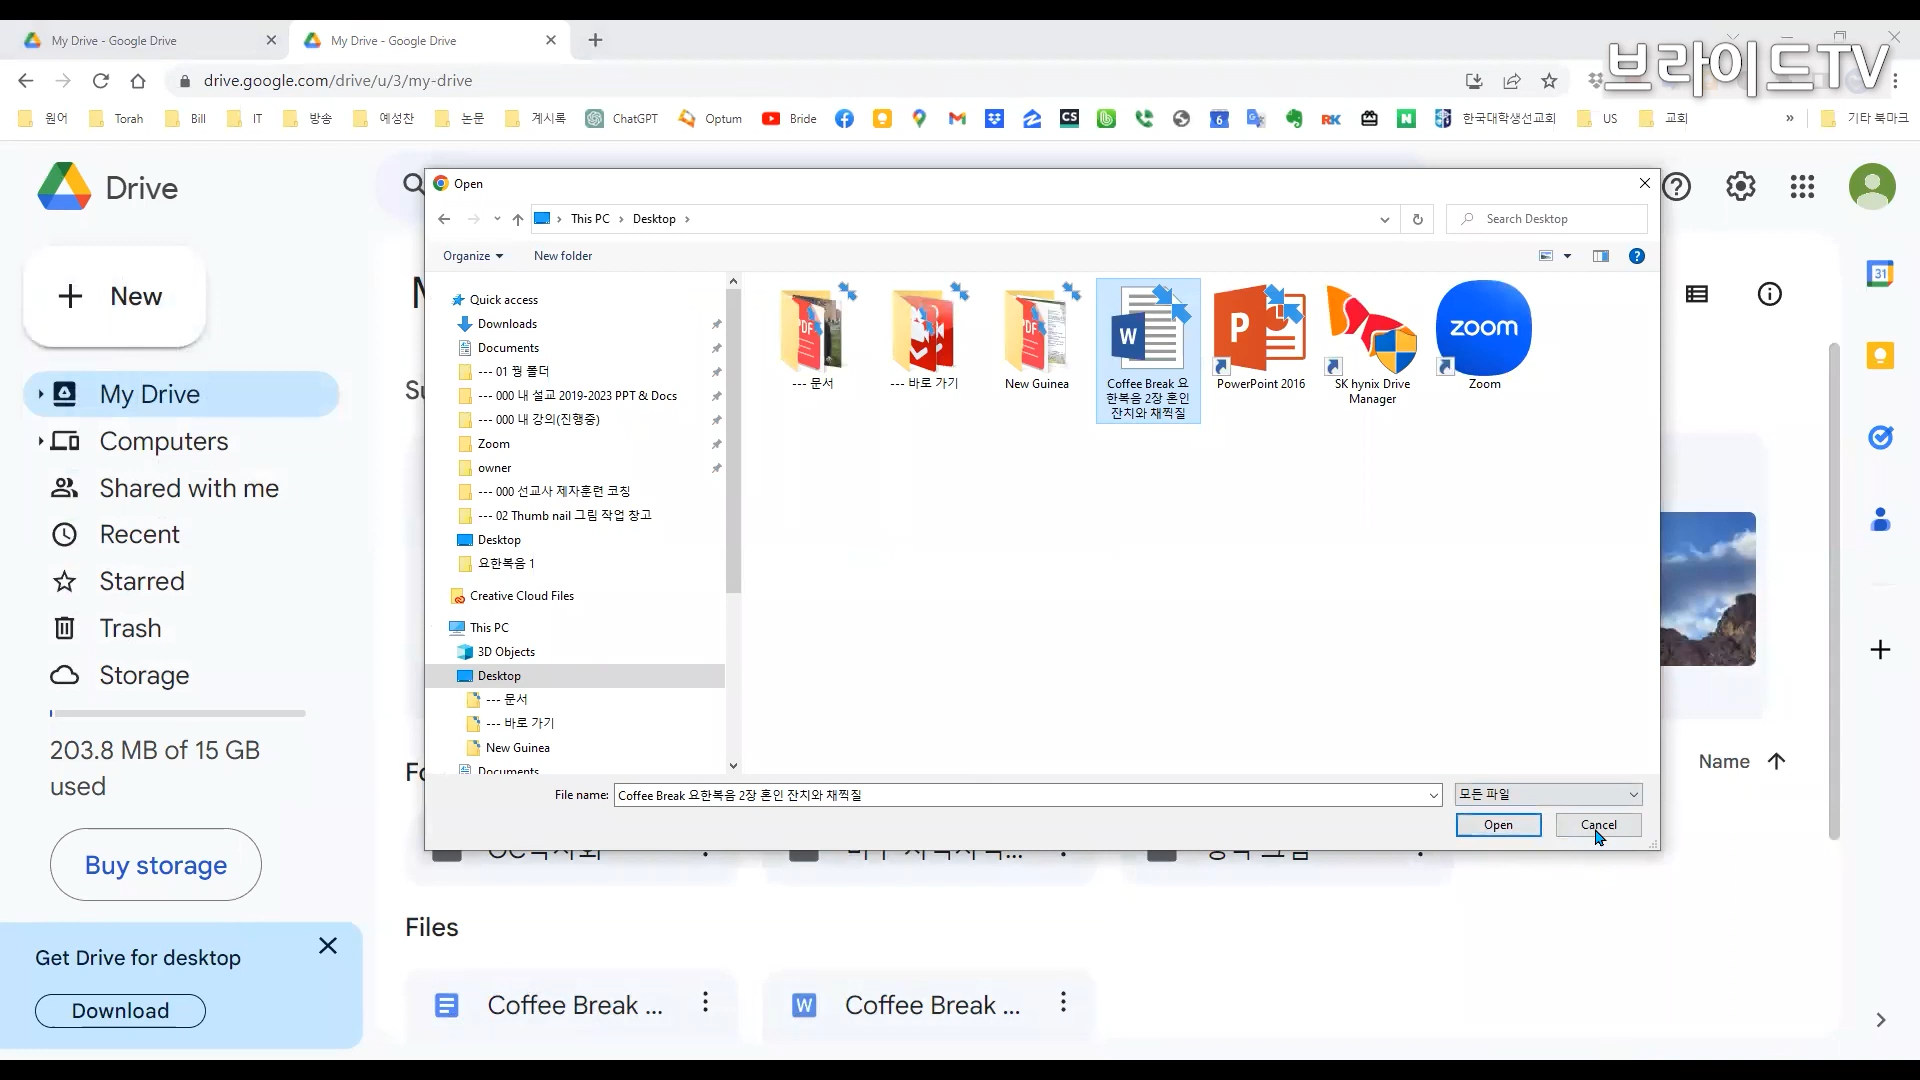 My Drive - Google Drive
My Drive - Google Drive
브라이드TV
drive.google.com/drive/u/3/my-drive
원어 Torah Bill IT 방송 예성찬 논문 계시록 ChatGPT Optum Bride CS 6 RK N 한국대학생선교회 US 교회 » 기타 북마크
Drive
Open
This PC › Desktop ›
Search Desktop
Organize New folder
New
My Drive
Computers
Shared with me
Recent
Starred
Trash
Storage
203.8 MB of 15 GB
used
Buy storage
Get Drive for desktop
Download
Quick access
Downloads
Documents
--- 01 꿩 폴더
--- 000 내 설교 2019-2023 PPT & Docs
--- 000 내 강의(진행중)
Zoom
owner
--- 000 선교사 제자훈련 코칭
--- 02 Thumb nail 그림 작업 창고
Desktop
요한복음 1
Creative Cloud Files
This PC
3D Objects
Desktop
--- 문서
--- 바로 가기
New Guinea
Documents
--- 문서
--- 바로 가기
New Guinea
Coffee Break 요
한복음 2장 혼인
잔치와 채찍질
PowerPoint 2016
SK hynix Drive
Manager
zoom
Zoom
File name: Coffee Break 요한복음 2장 혼인 잔치와 채찍질
모든 파일
Open Cancel
Name
31
Files
Coffee Break ...
Coffee Break ...